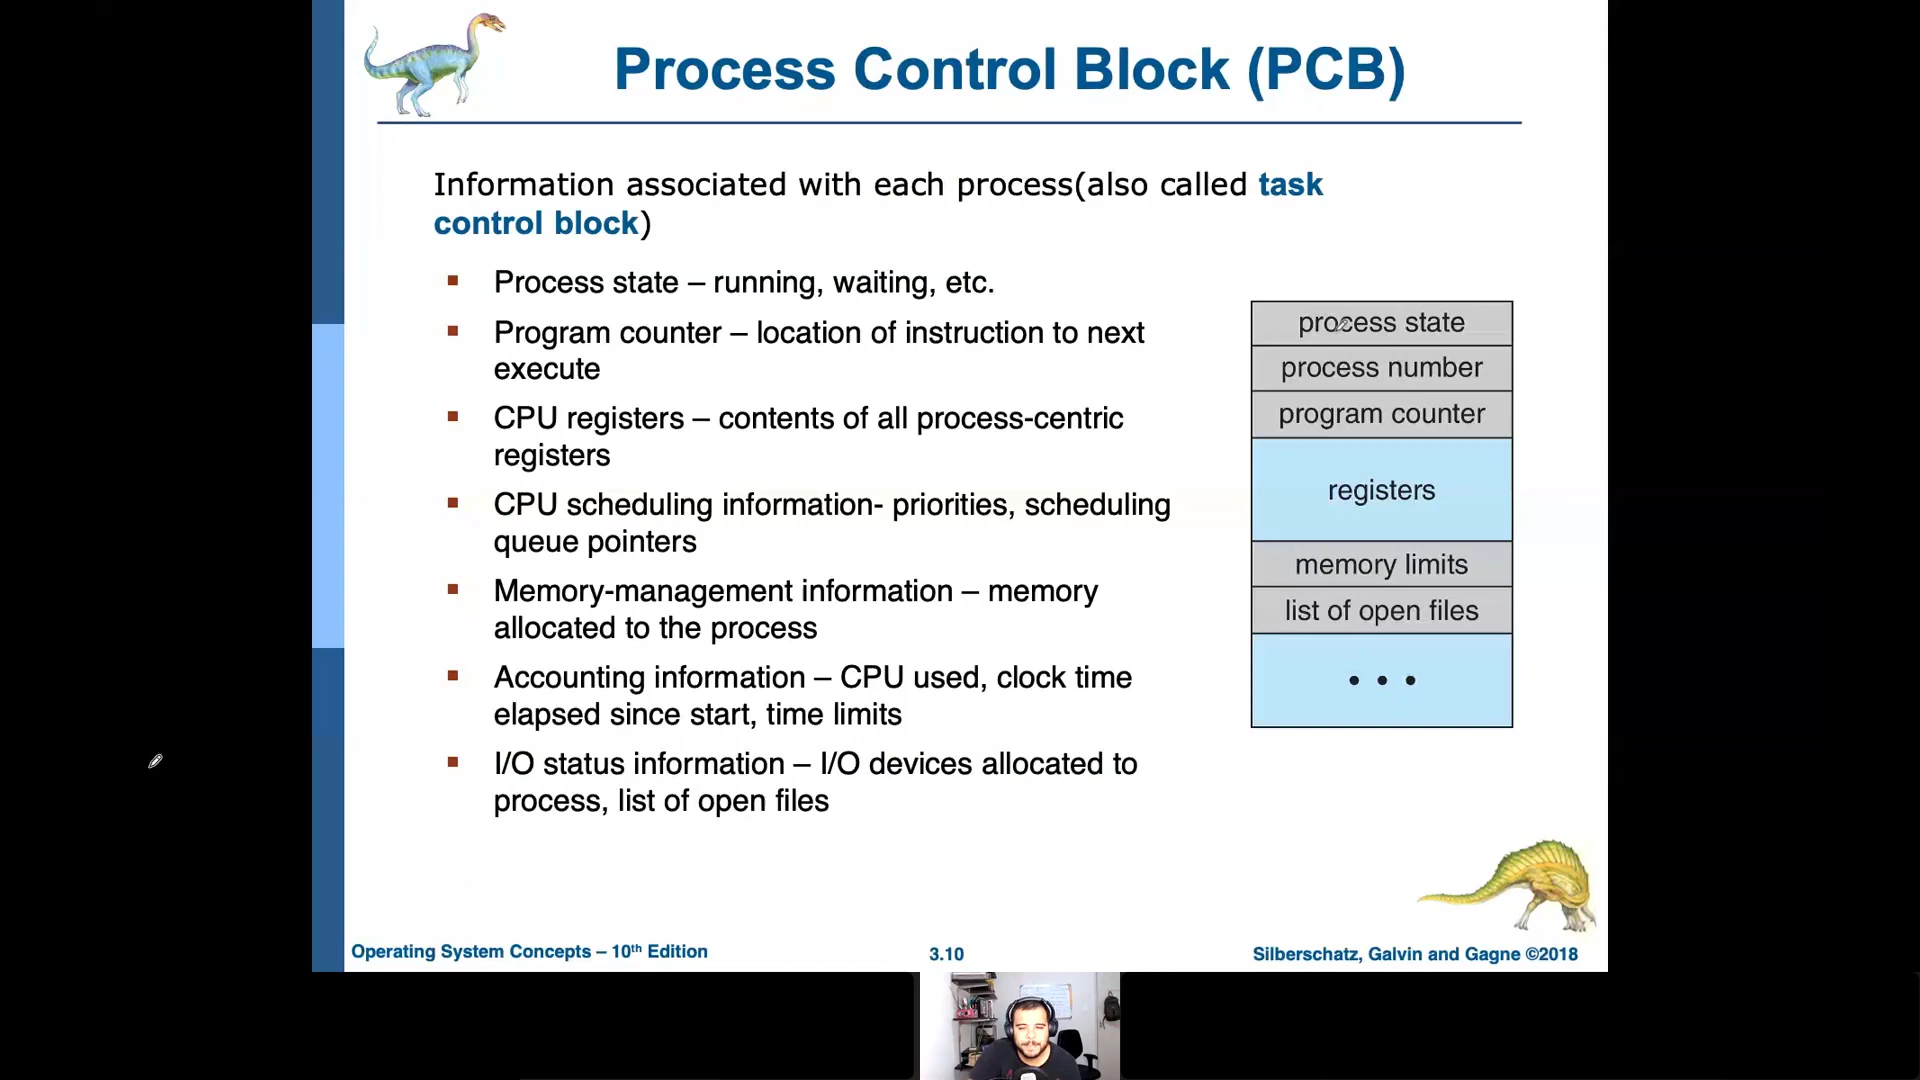 Process Control Block (PCB)
Information associated with each process(also called task
control block)
▪ Process state – running, waiting, etc.
▪ Program counter – location of instruction to next
execute
▪ CPU registers – contents of all process-centric
registers
▪ CPU scheduling information- priorities, scheduling
queue pointers
▪ Memory-management information – memory
allocated to the process
▪ Accounting information – CPU used, clock time
elapsed since start, time limits
▪ I/O status information – I/O devices allocated to
process, list of open files
process state
process number
program counter
registers
memory limits
list of open files
• • •
Operating System Concepts – 10th Edition
3.10
Silberschatz, Galvin and Gagne ©2018